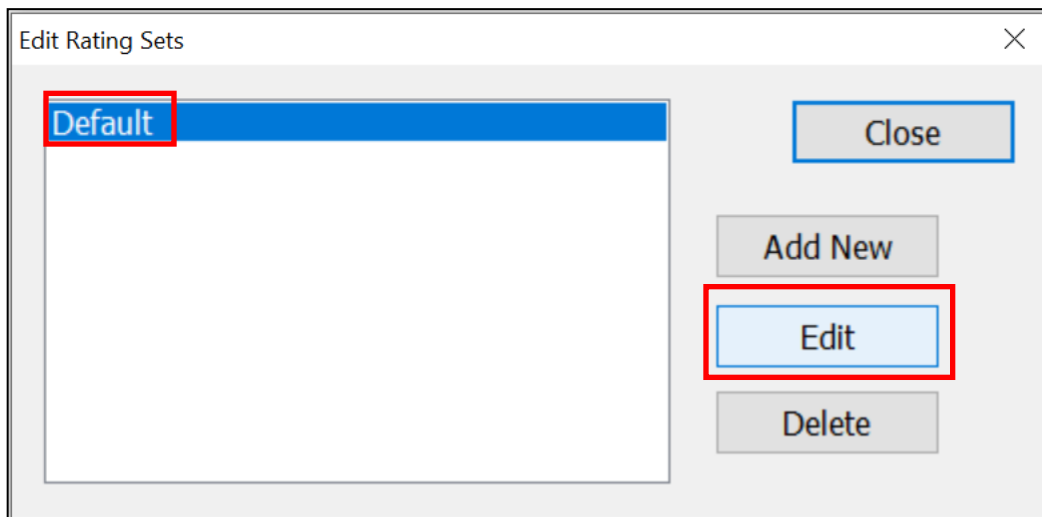 Edit Rating Sets
Default
Close
Add New
Edit
Delete